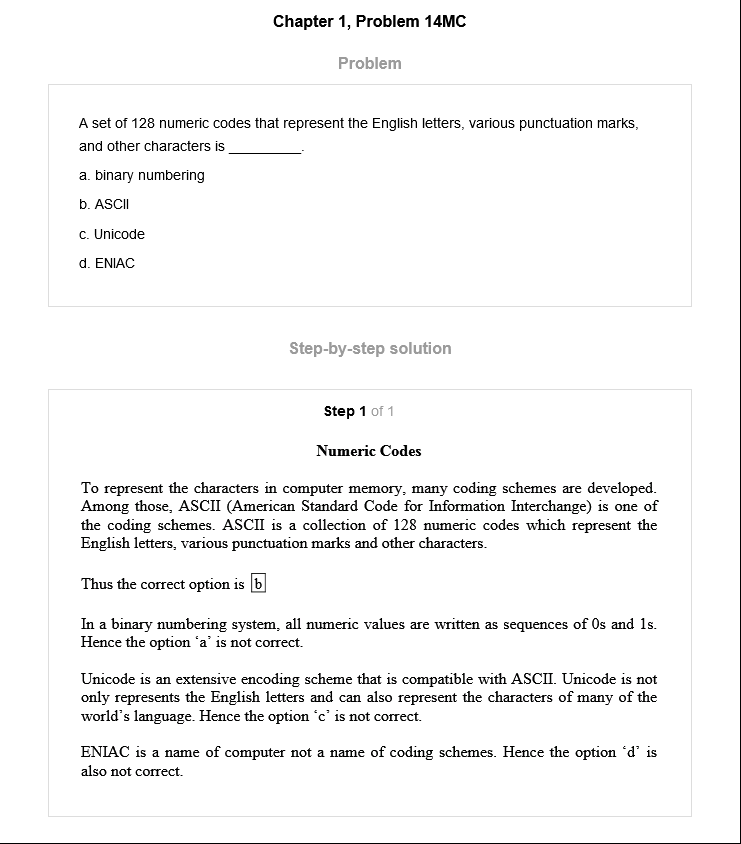 Chapter 1, Problem 14MC
Problem
A set of 128 numeric codes that represent the English letters, various punctuation marks,
and other characters is _________.
a. binary numbering
b. ASCII
c. Unicode
d. ENIAC
Step-by-step solution
Step 1 of 1
Numeric Codes
To represent the characters in computer memory, many coding schemes are developed.
Among those, ASCII (American Standard Code for Information Interchange) is one of
the coding schemes. ASCII is a collection of 128 numeric codes which represent the
English letters, various punctuation marks and other characters.
Thus the correct option is b
In a binary numbering system, all numeric values are written as sequences of 0s and 1s.
Hence the option ‘a’ is not correct.
Unicode is an extensive encoding scheme that is compatible with ASCII. Unicode is not
only represents the English letters and can also represent the characters of many of the
world’s language. Hence the option ‘c’ is not correct.
ENIAC is a name of computer not a name of coding schemes. Hence the option ‘d’ is
also not correct.